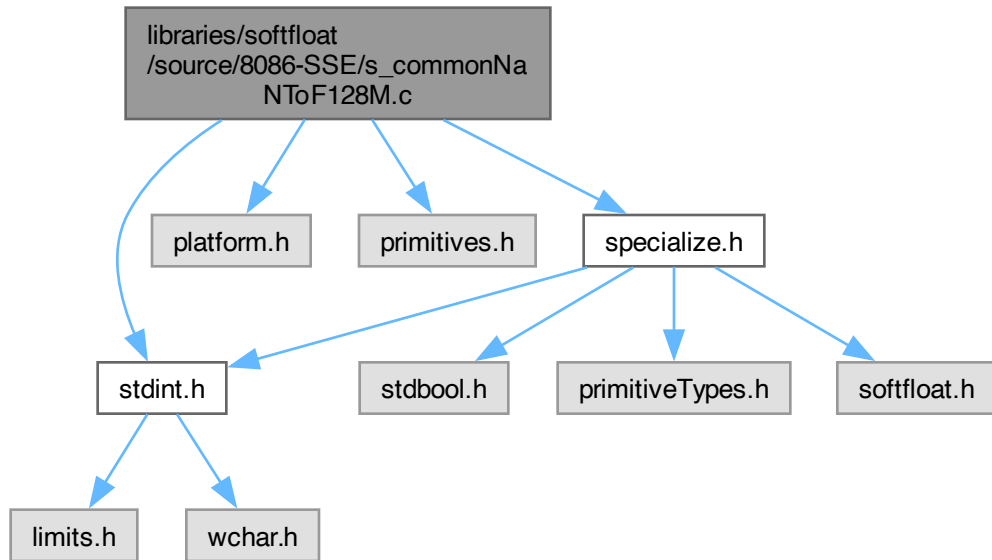 libraries/softfloat
/source/8086-SSE/s_commonNa
NToF128M.c
platform.h
primitives.h
specialize.h
stdint.h
stdbool.h
primitiveTypes.h
softfloat.h
limits.h
wchar.h